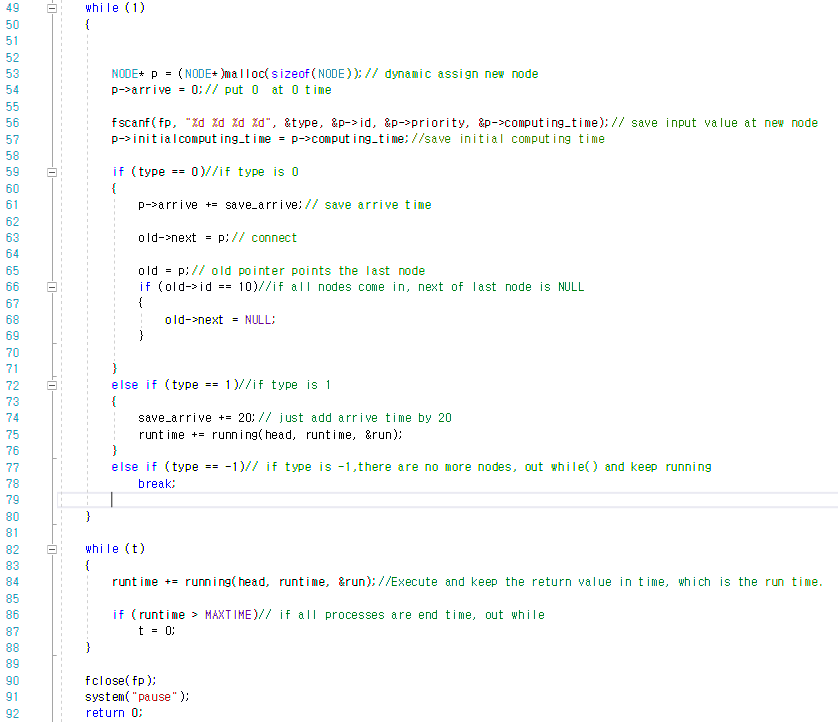 49 while (1)
50 {
51
52
53 NODE* p = (NODE*)malloc(sizeof(NODE));// dynamic assign new node
54 p->arrive = 0;// put 0 at 0 time
55
56 fscanf(fp, "%d %d %d %d", &type, &p->id, &p->priority, &p->computing_time);// save input value at new node
57 p->initialcomputing_time = p->computing_time;//save initial computing time
58
59 if (type == 0)//if type is 0
60 {
61 p->arrive += save_arrive;// save arrive time
62
63 old->next = p;// connect
64
65 old = p;// old pointer points the last node
66 if (old->id == 10)//if all nodes come in, next of last node is NULL
67 {
68 old->next = NULL;
69 }
70
71 }
72 else if (type == 1)//if type is 1
73 {
74 save_arrive += 20;// just add arrive time by 20
75 runtime += running(head, runtime, &run);
76 }
77 else if (type == -1)// if type is -1,there are no more nodes, out while() and keep running
78 break;
79
80 }
81
82 while (t)
83 {
84 runtime += running(head, runtime, &run);//Execute and keep the return value in time, which is the run time.
85
86 if (runtime > MAXTIME)// if all processes are end time, out while
87 t = 0;
88 }
89
90 fclose(fp);
91 system("pause");
92 return 0;